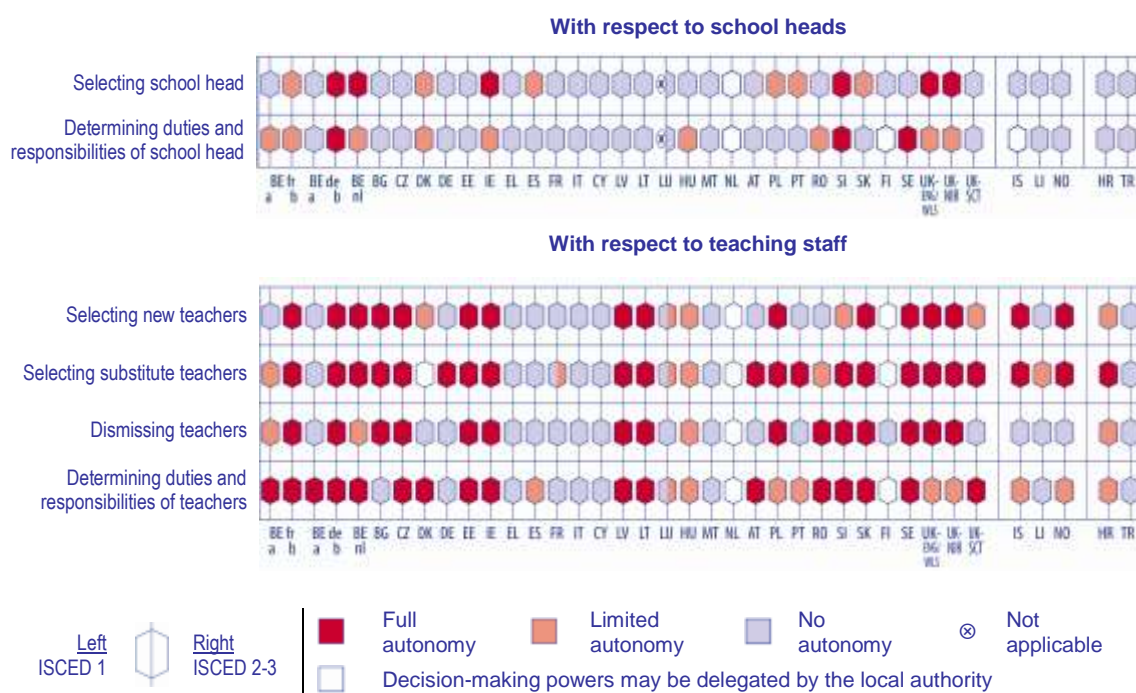 With respect to school heads
Selecting school head
Determining duties and
responsibilities of school head
BE fr BE de BE BG CZ DK DE EE IE EL ES FR IT CY LV LT LU HU MT NL AT PL PT RO SI SK FI SE UK- UK- UK- IS LI NO HR TR
a b a b nl ENG/ NIR SCT
WLS
With respect to teaching staff
Selecting new teachers
Selecting substitute teachers
Dismissing teachers
Determining duties and
responsibilities of teachers
BE fr BE de BE BG CZ DK DE EE IE EL ES FR IT CY LV LT LU HU MT NL AT PL PT RO SI SK FI SE UK- UK- UK- IS LI NO HR TR
a b a b nl ENG/ NIR SCT
WLS
Left
ISCED 1
Right
ISCED 2-3
Full
autonomy
Limited
autonomy
No
autonomy
Not
applicable
Decision-making powers may be delegated by the local authority